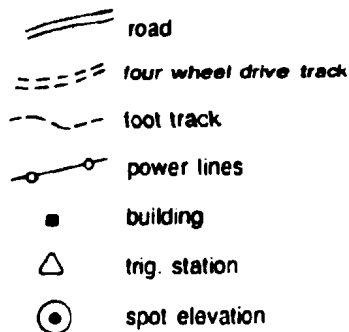 road
four wheel drive track
foot track
power lines
building
trig. station
spot elevation